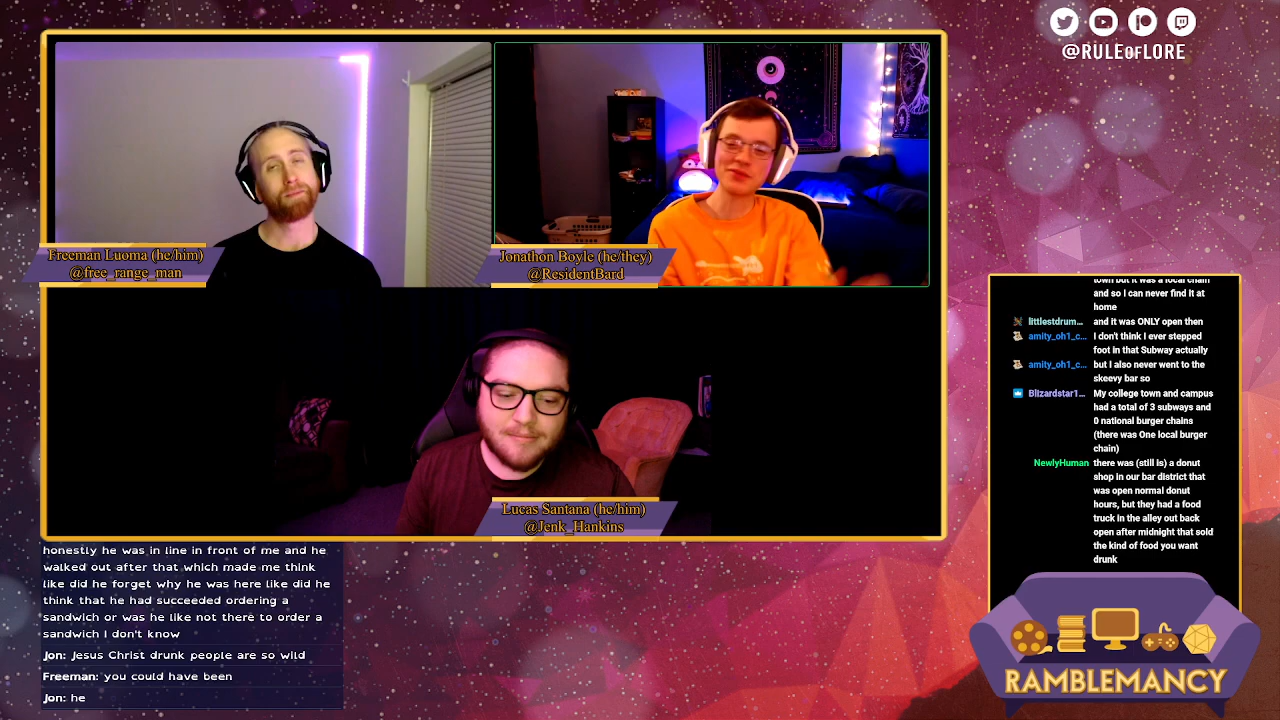 @RULEOFLORE
Freeman Luoma (he/him)
@free_range_man
Jonathon Boyle (he/they)
@ResidentBard
Lucas Santana (he/him)
@Jenk_Hankins
town but it was a local chain
and so I can never find it at
home
littlestdrum... and it was ONLY open then
amity_oh1_c... I don't think I ever stepped
foot in that Subway actually
amity_oh1_c... but I also never went to the
skeevy bar so
Blizardstar1... My college town and campus
had a total of 3 subways and
0 national burger chains
(there was One local burger
chain)
NewlyHuman there was (still is) a donut
shop in our bar district that
was open normal donut
hours, but they had a food
truck in the alley out back
open after midnight that sold
the kind of food you want
drunk
honestly he was in line in front of me and he
walked out after that which made me think
like did he forget why he was here like did he
think that he had succeeded ordering a
sandwich or was he like not there to order a
sandwich I don't know
Jon: Jesus Christ drunk people are so wild
Freeman: you could have been
Jon: he
RAMBLEMANCY